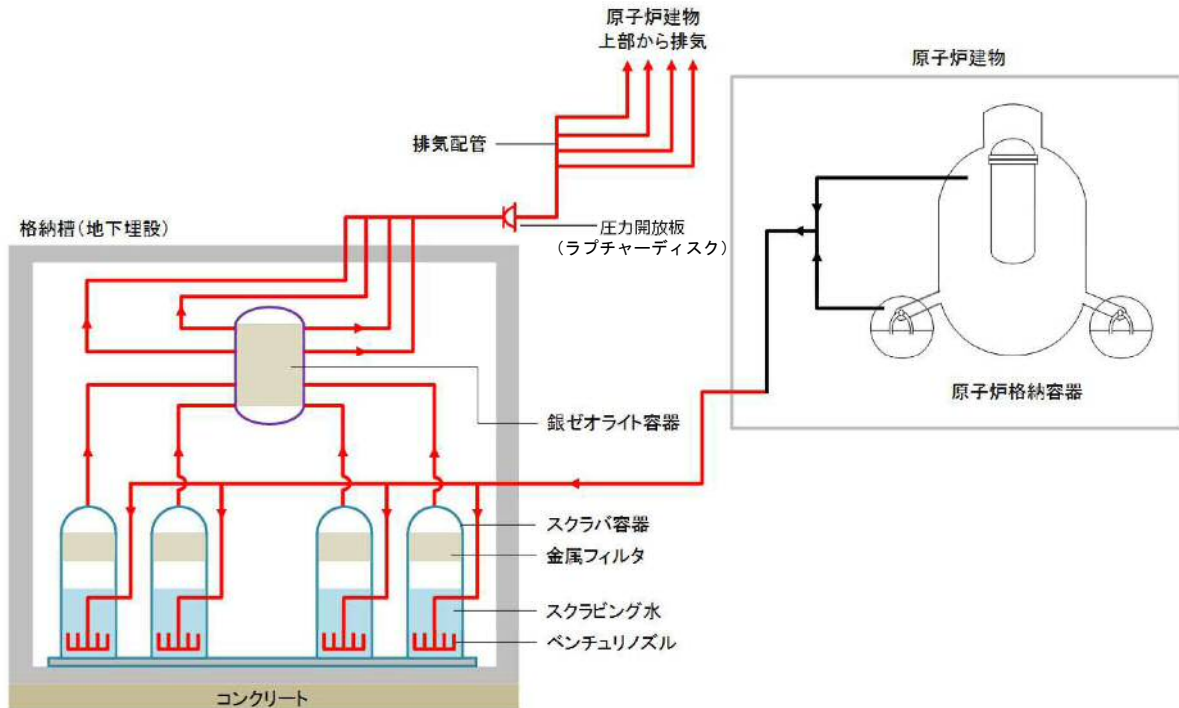 原子炉建物
上部から排気
原子炉建物
排気配管
格納槽(地下埋設)
圧力開放板
(ラプチャーディスク)
原子炉格納容器
銀ゼオライト容器
スクラバ容器
金属フィルタ
スクラビング水
ベンチュリノズル
コンクリート